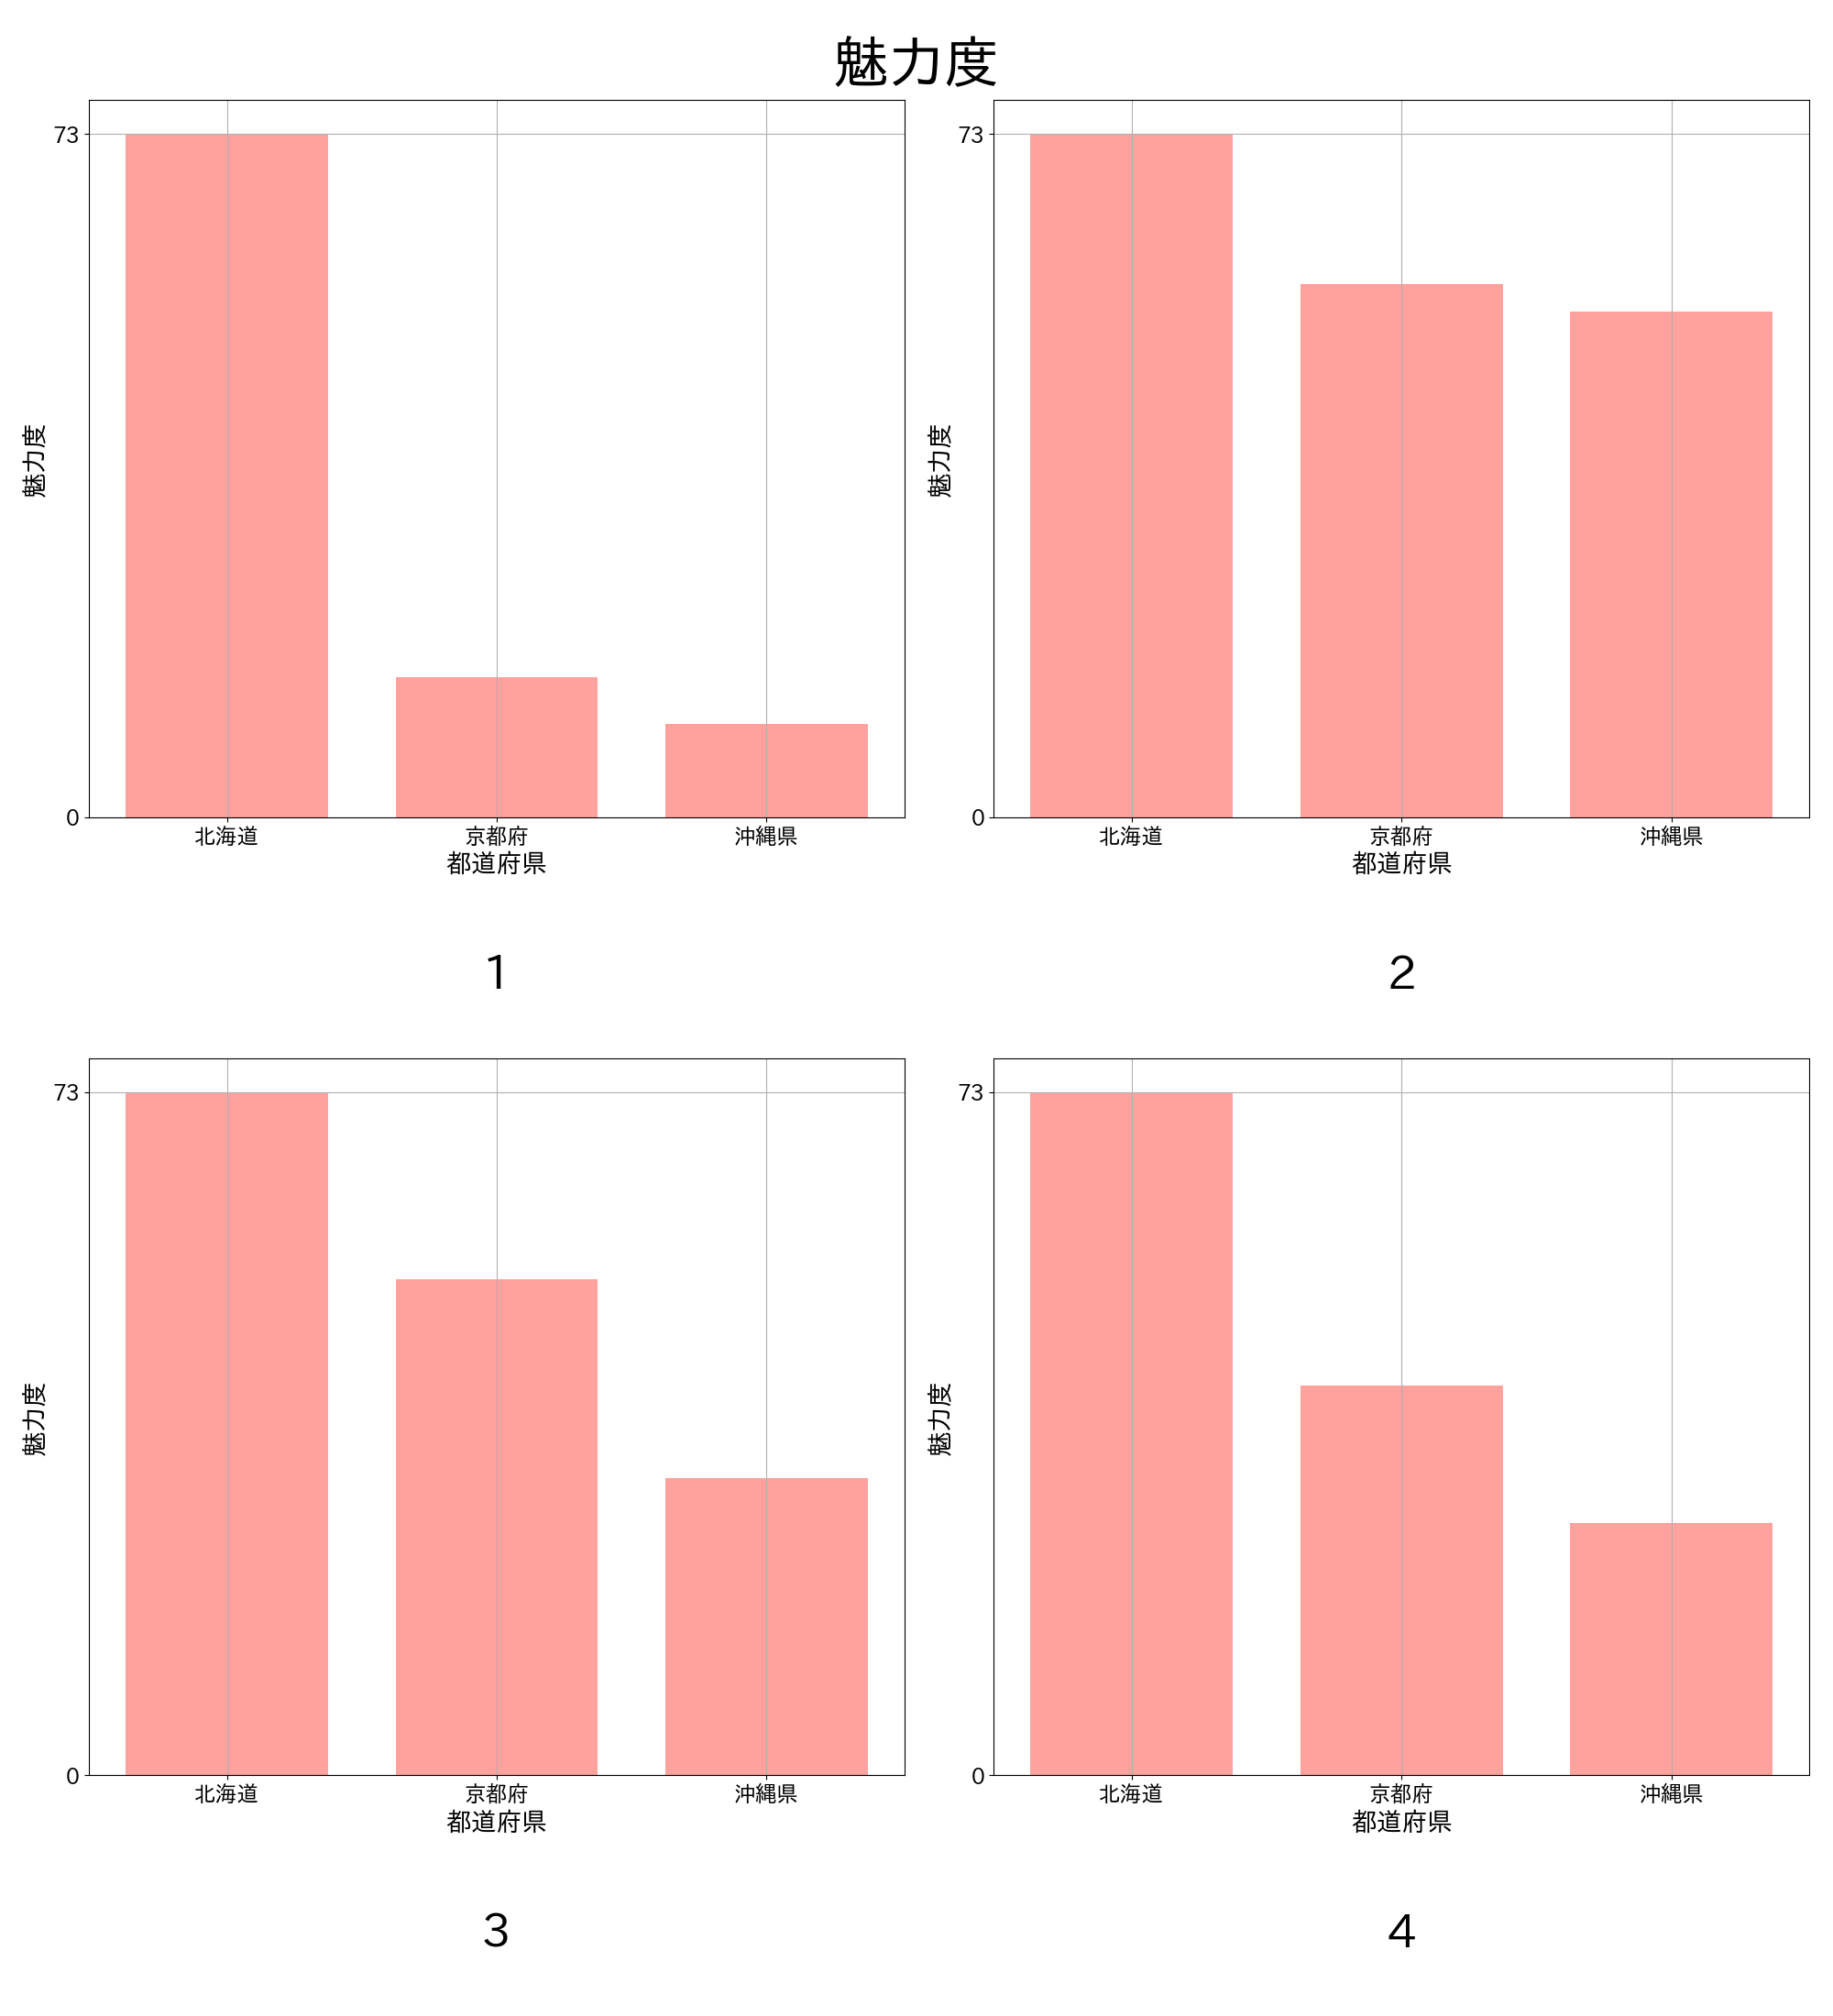 魅力度
73
魅力度
0
北海道 京都府 沖縄県
都道府県
1
73
魅力度
0
北海道 京都府 沖縄県
都道府県
2
73
魅力度
0
北海道 京都府 沖縄県
都道府県
3
73
魅力度
0
北海道 京都府 沖縄県
都道府県
4